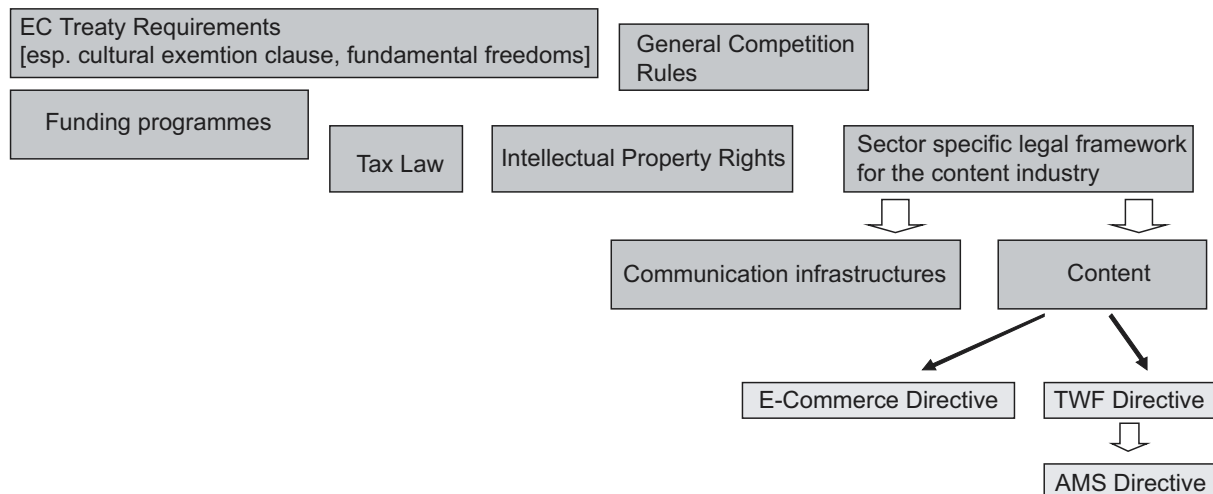 EC Treaty Requirements
[esp. cultural exemtion clause, fundamental freedoms]
General Competition
Rules
Funding programmes
Tax Law
Intellectual Property Rights
Sector specific legal framework
for the content industry
Communication infrastructures
Content
E-Commerce Directive
TWF Directive
AMS Directive